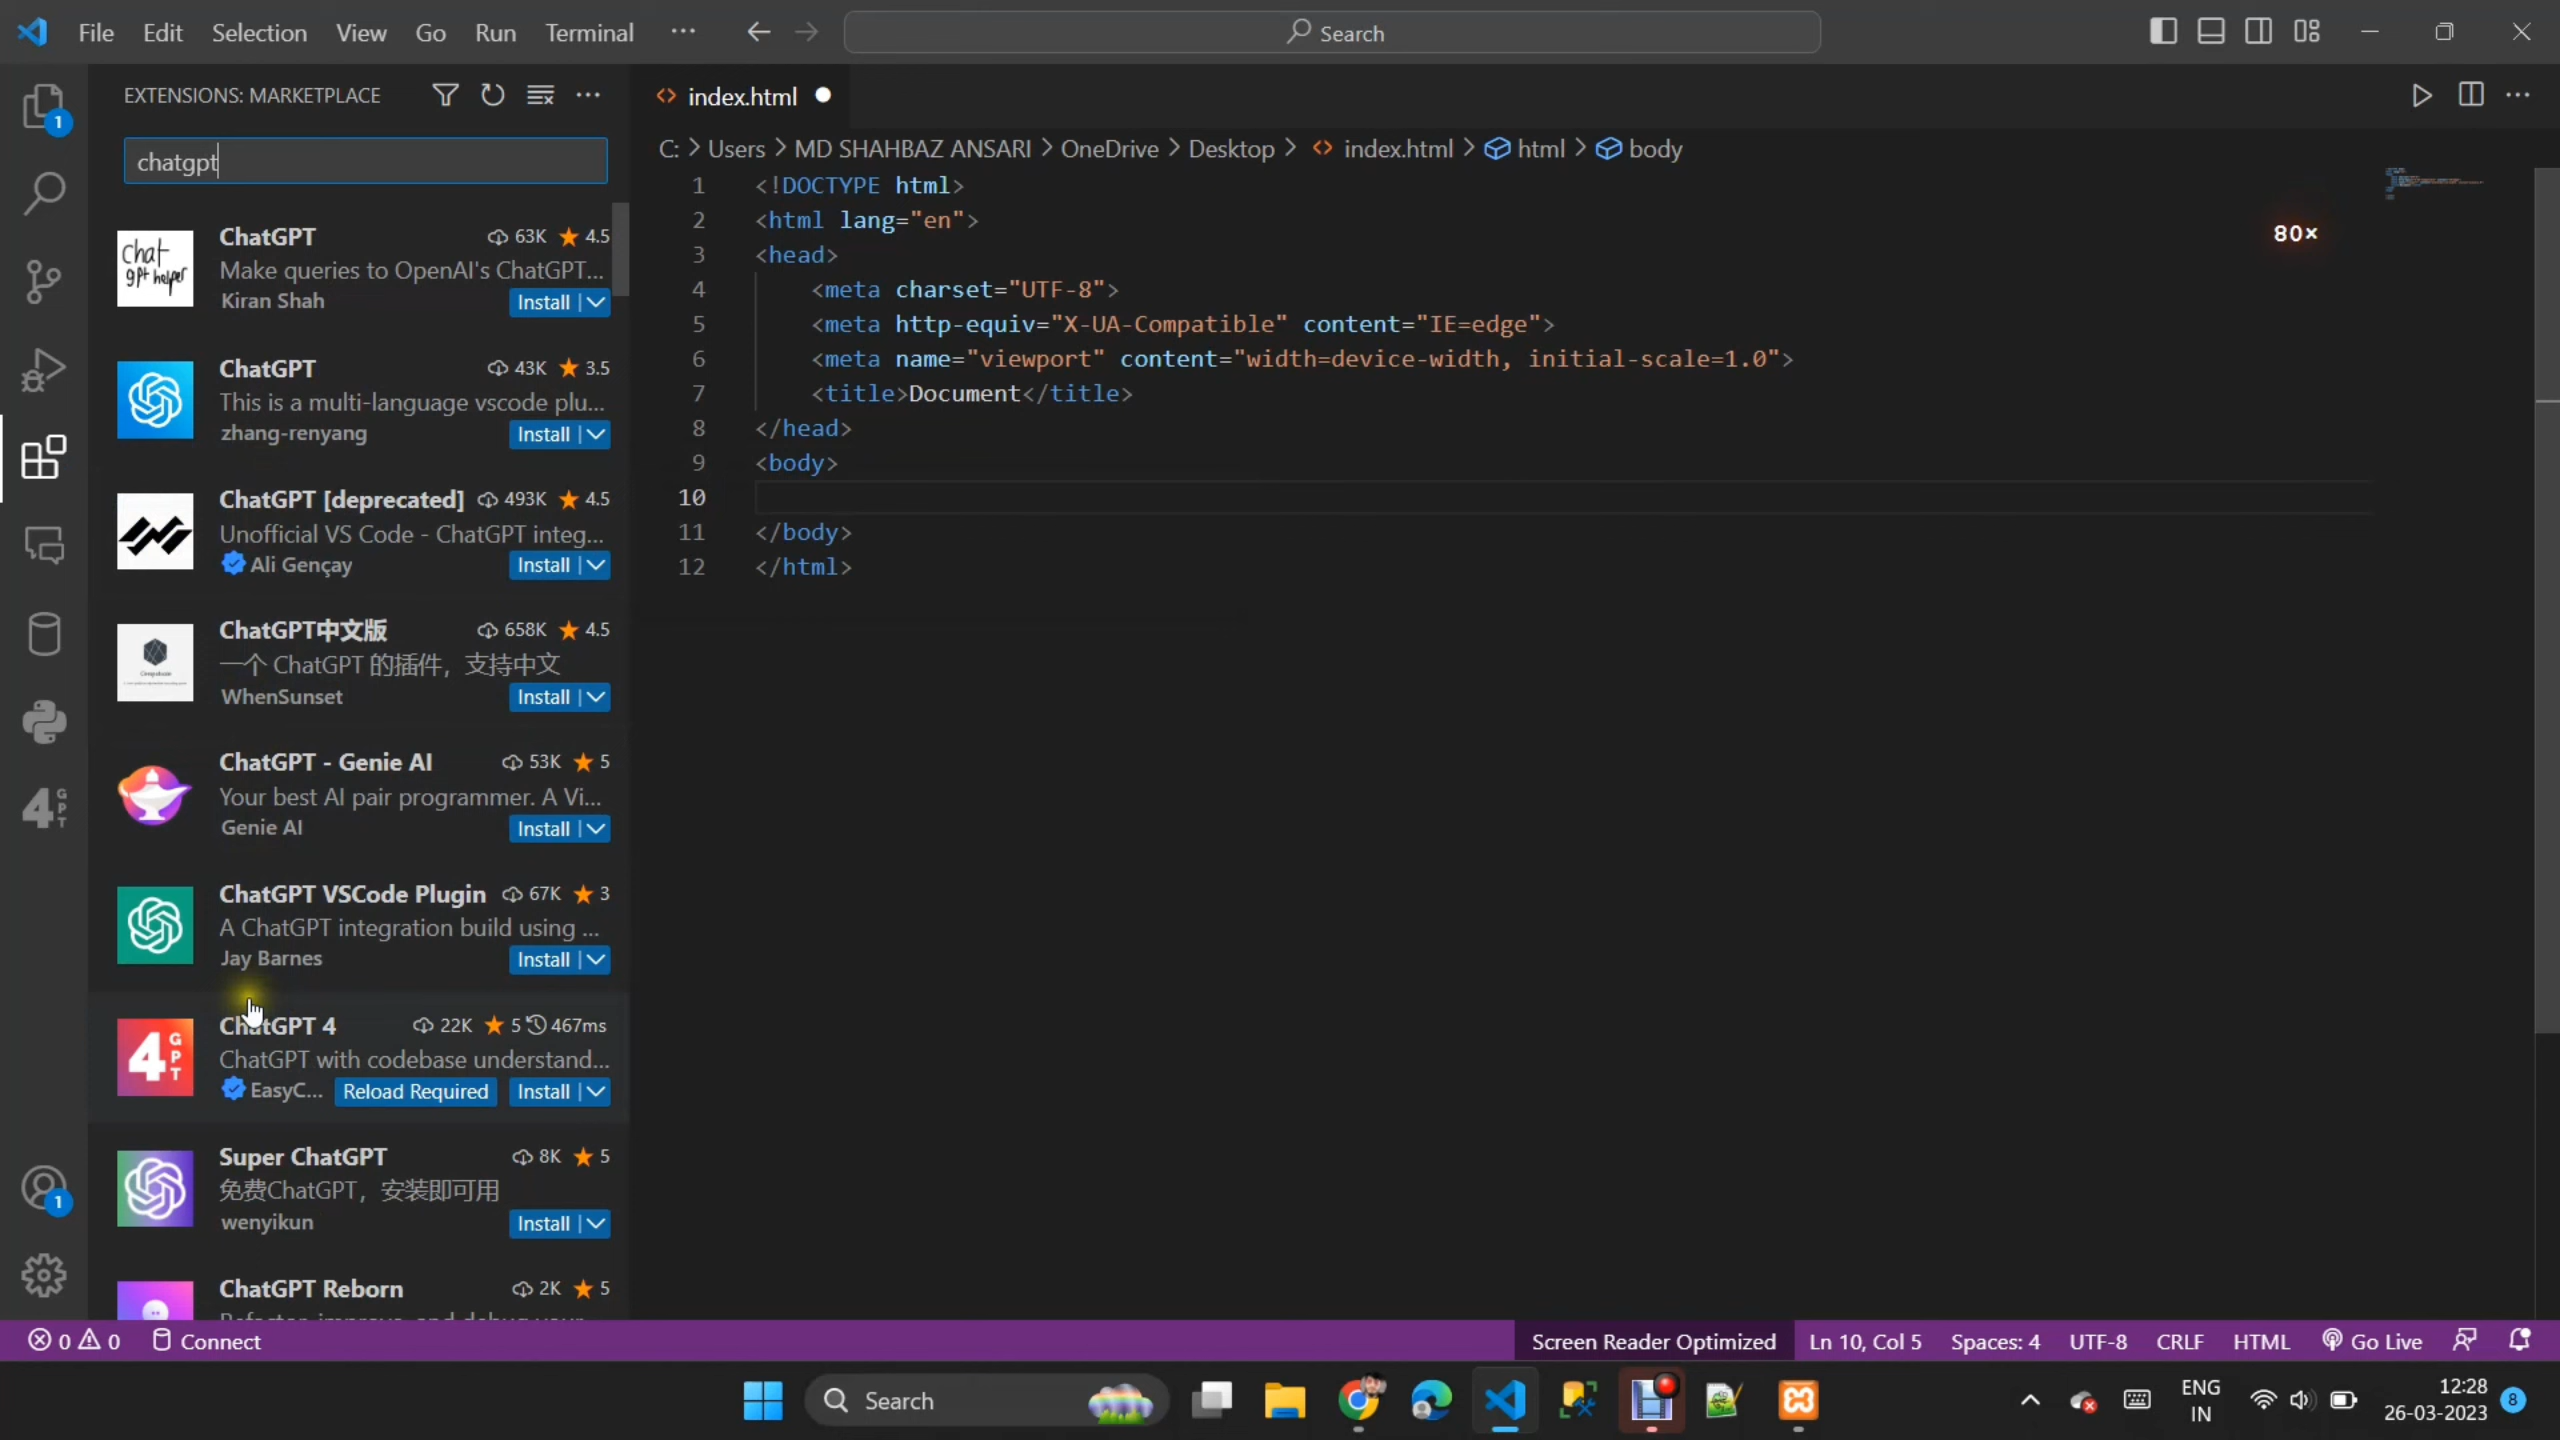 File Edit Selection View Go Run Terminal ··· Search
EXTENSIONS: MARKETPLACE
chatgpt
ChatGPT 63K 4.5
Make queries to OpenAI's ChatGPT...
Kiran Shah Install
Chat
gpt helper
ChatGPT 43K 3.5
This is a multi-language vscode plu...
zhang-renyang Install
ChatGPT [deprecated] 493K 4.5
Unofficial VS Code - ChatGPT integ...
Ali Gençay Install
ChatGPT中文版 658K 4.5
一个 ChatGPT 的插件，支持中文
WhenSunset Install
ChatGPT - Genie AI 53K 5
Your best AI pair programmer. A Vi...
Genie AI Install
ChatGPT VSCode Plugin 67K 3
A ChatGPT integration build using ...
Jay Barnes Install
ChatGPT 4 22K 5 467ms
ChatGPT with codebase understand...
EasyC... Reload Required Install
4 GPT
Super ChatGPT 8K 5
免费ChatGPT，安装即可用
wenyikun Install
ChatGPT Reborn 2K 5
1
4 GPT
1
index.html
C: > Users > MD SHAHBAZ ANSARI > OneDrive > Desktop > index.html > html > body
1 <!DOCTYPE html>
2 <html lang="en">
3 <head>
4 <meta charset="UTF-8">
5 <meta http-equiv="X-UA-Compatible" content="IE=edge">
6 <meta name="viewport" content="width=device-width, initial-scale=1.0">
7 <title>Document</title>
8 </head>
9 <body>
10
11 </body>
12 </html>
80×
0 0 Connect Screen Reader Optimized Ln 10, Col 5 Spaces: 4 UTF-8 CRLF HTML Go Live
Search ENG 12:28
IN 26-03-2023 8